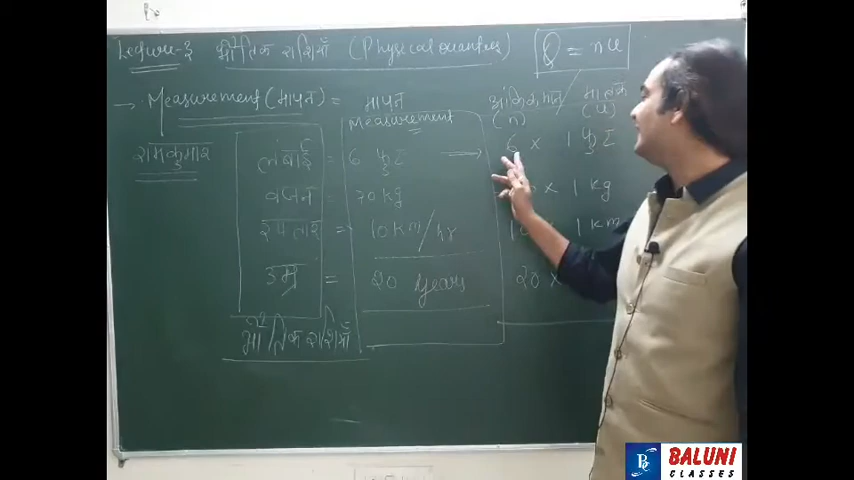 Lecture-3 भौतिक राशियाँ (Physical quantities) Q = nu
→ Measurement (मापन) = मापन Measurement आंकिक मान (n) / मात्रक (u)
रामकुमार
लंबाई = 6 फुट → 6 × 1 फुट
वजन = 70 kg × 1 kg
रफ्तार = 10 Km/hr 10 × 1 km
उम्र = 20 years 20 ×
भौतिक राशियाँ
BALUNI
CLASSES